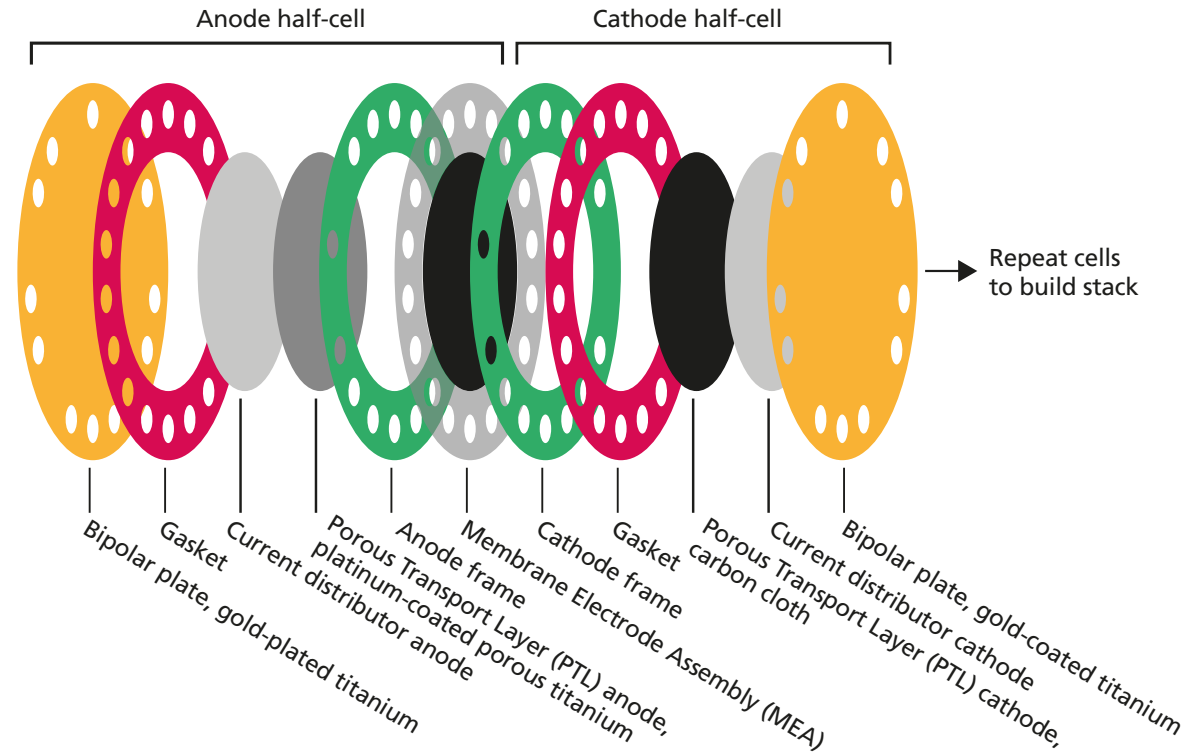 Anode half-cell
Cathode half-cell
Repeat cells
to build stack
Bipolar plate, gold-plated titanium
Gasket
Current distributor anode
Porous Transport Layer (PTL) anode,
platinum-coated porous titanium
Anode frame
Membrane Electrode Assembly (MEA)
Cathode frame
Gasket
Porous Transport Layer (PTL) cathode,
carbon cloth
Current distributor cathode
Bipolar plate, gold-coated titanium